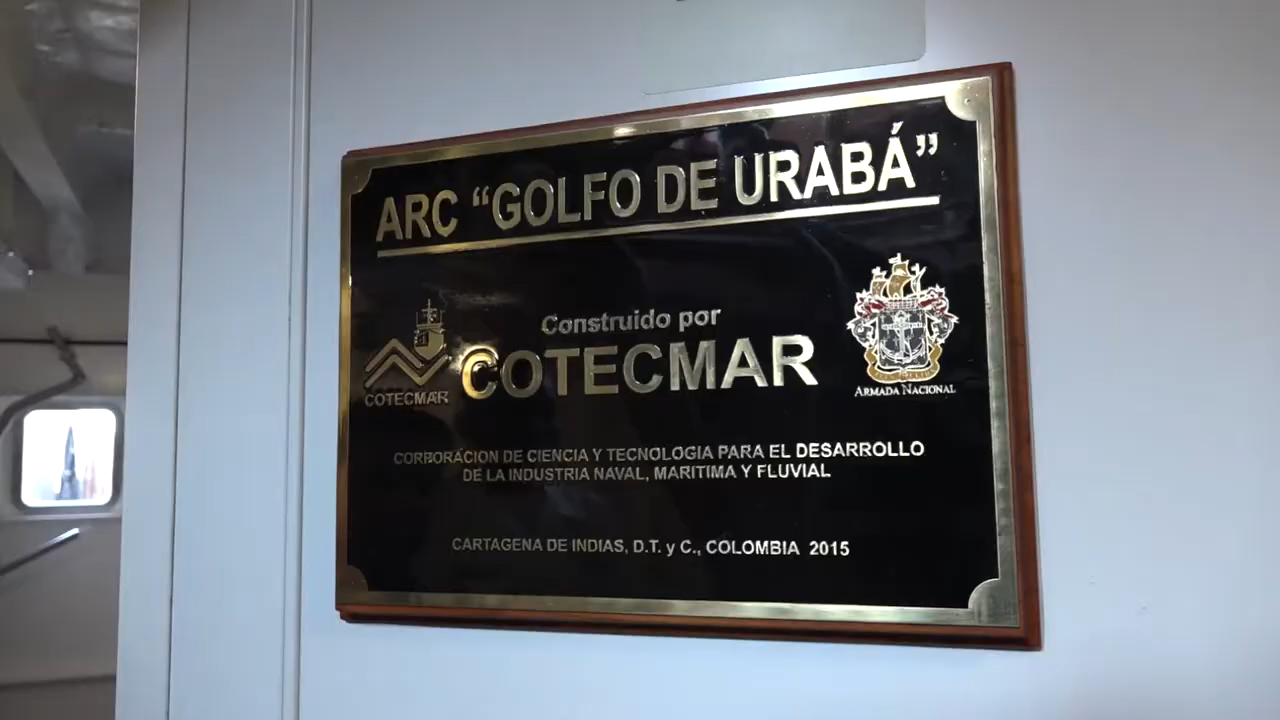 ARC “GOLFO DE URABÁ”
Construido por
COTECMAR
COTECMAR
ARMADA NACIONAL
CORPORACION DE CIENCIA Y TECNOLOGIA PARA EL DESARROLLO
DE LA INDUSTRIA NAVAL, MARITIMA Y FLUVIAL
CARTAGENA DE INDIAS, D.T. y C., COLOMBIA 2015